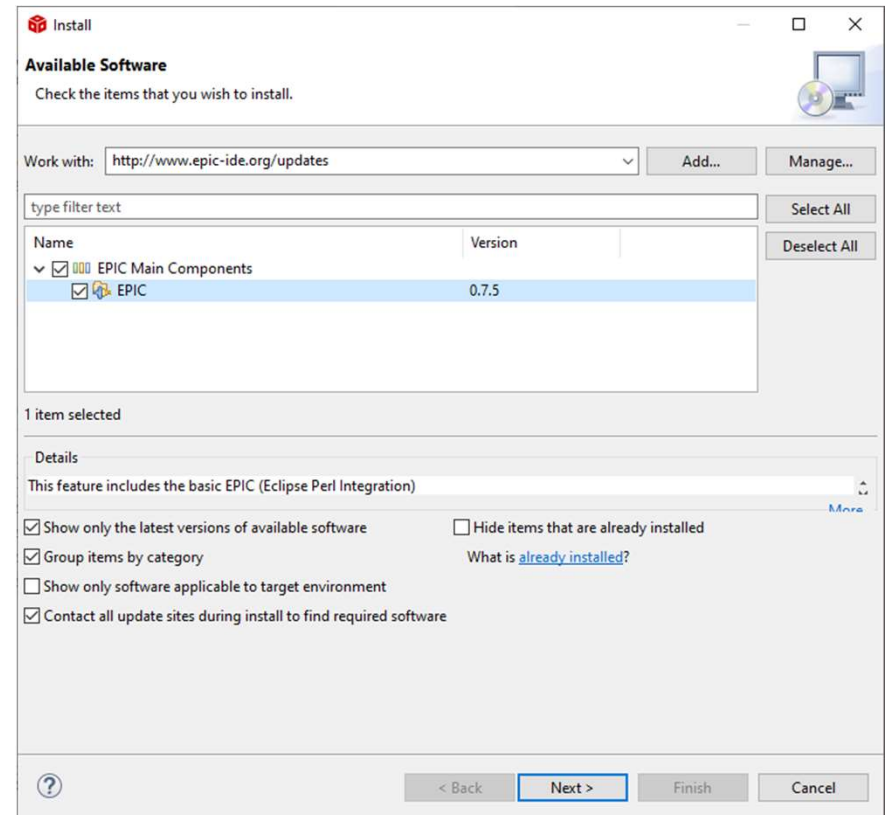 Install
Available Software
Check the items that you wish to install.
Work with: http://www.epic-ide.org/updates Add... Manage...
type filter text Select All
Name Version Deselect All
EPIC Main Components
EPIC 0.7.5
1 item selected
Details
This feature includes the basic EPIC (Eclipse Perl Integration)
More
Show only the latest versions of available software Hide items that are already installed
Group items by category What is already installed?
Show only software applicable to target environment
Contact all update sites during install to find required software
? < Back Next > Finish Cancel